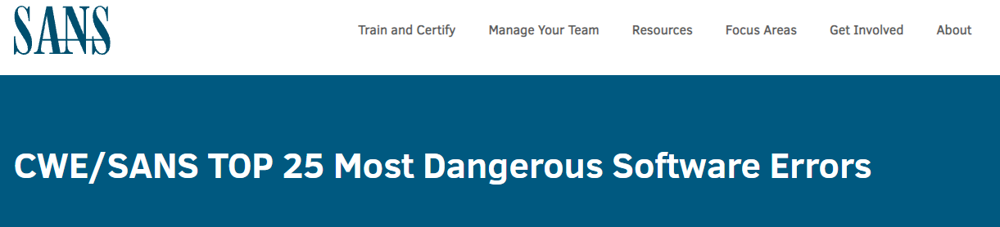 SANS
Train and Certify Manage Your Team Resources Focus Areas Get Involved About
CWE/SANS TOP 25 Most Dangerous Software Errors